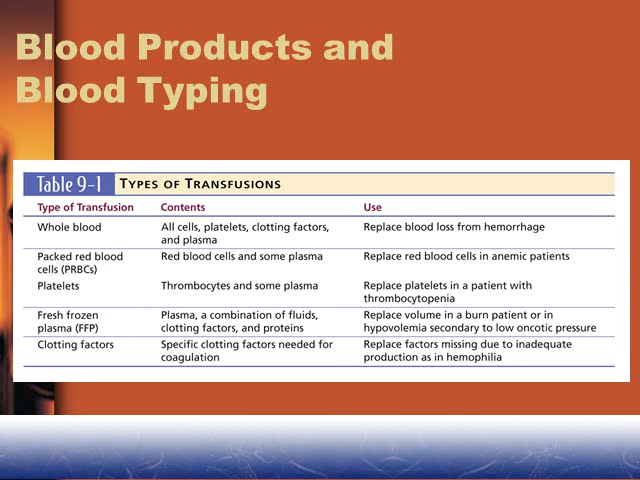 Blood Products and
Blood Typing
Table 9-1 TYPES OF TRANSFUSIONS
Type of Transfusion Contents Use
Whole blood All cells, platelets, clotting factors, Replace blood loss from hemorrhage
and plasma
Packed red blood Red blood cells and some plasma Replace red blood cells in anemic patients
cells (PRBCs)
Platelets Thrombocytes and some plasma Replace platelets in a patient with
thrombocytopenia
Fresh frozen Plasma, a combination of fluids, Replace volume in a burn patient or in
plasma (FFP) clotting factors, and proteins hypovolemia secondary to low oncotic pressure
Clotting factors Specific clotting factors needed for Replace factors missing due to inadequate
coagulation production as in hemophilia